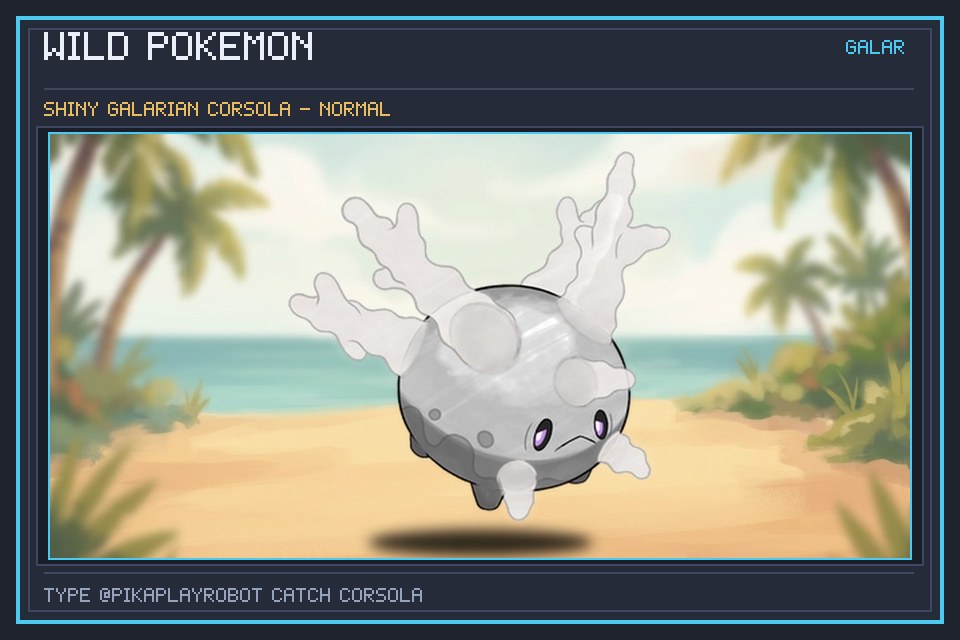 WILD POKEMON
GALAR
SHINY GALARIAN CORSOLA - NORMAL
TYPE @PIKAPLAYROBOT CATCH CORSOLA